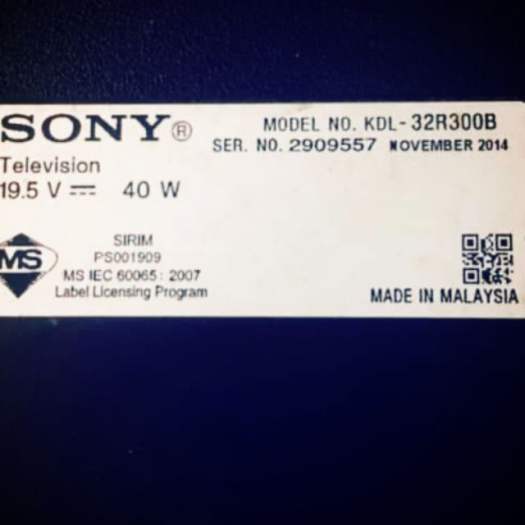 SONY®
MODEL NO. KDL-32R300B
SER. NO. 2909557 NOVEMBER 2014
Television
19.5 V ⎓ 40 W
MS
SIRIM
PS001909
MS IEC 60065: 2007
Label Licensing Program
MADE IN MALAYSIA